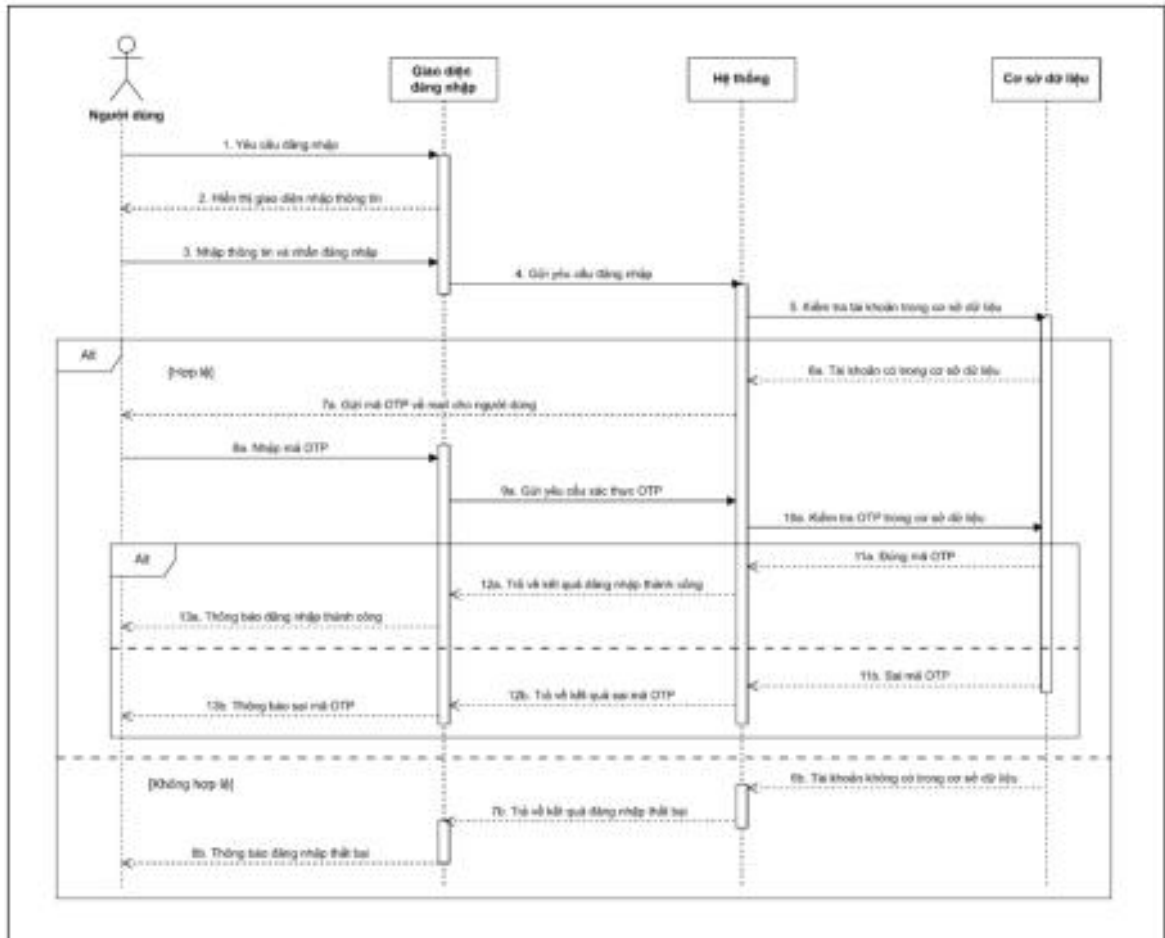 Giao diện
đăng nhập
Hệ thống
Cơ sở dữ liệu
Người dùng
1. Yêu cầu đăng nhập
2. Hiển thị giao diện nhập thông tin
3. Nhập thông tin và nhấn đăng nhập
4. Gửi yêu cầu đăng nhập
5. Kiểm tra tài khoản trong cơ sở dữ liệu
Alt
[Hợp lệ]
6a. Tài khoản có trong cơ sở dữ liệu
7a. Gửi mã OTP về mail cho người dùng
8a. Nhập mã OTP
9a. Gửi yêu cầu xác thực OTP
10a. Kiểm tra OTP trong cơ sở dữ liệu
Alt
11a. Đúng mã OTP
12a. Trả về kết quả đăng nhập thành công
13a. Thông báo đăng nhập thành công
11b. Sai mã OTP
12b. Trả về kết quả sai mã OTP
13b. Thông báo sai mã OTP
[Không hợp lệ]
6b. Tài khoản không có trong cơ sở dữ liệu
7b. Trả về kết quả đăng nhập thất bại
8b. Thông báo đăng nhập thất bại